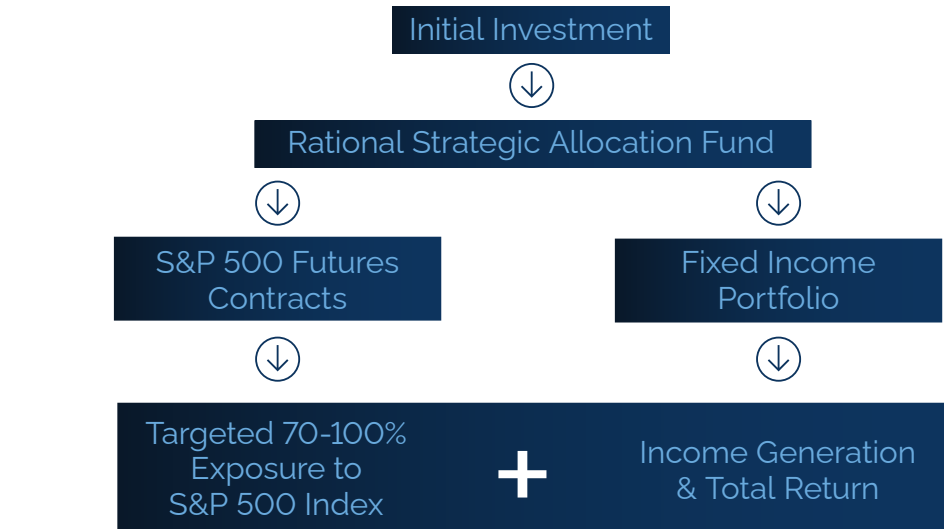 Initial Investment
Rational Strategic Allocation Fund
S&P 500 Futures
Contracts
Fixed Income
Portfolio
Targeted 70-100%
Exposure to
S&P 500 Index
+
Income Generation
& Total Return